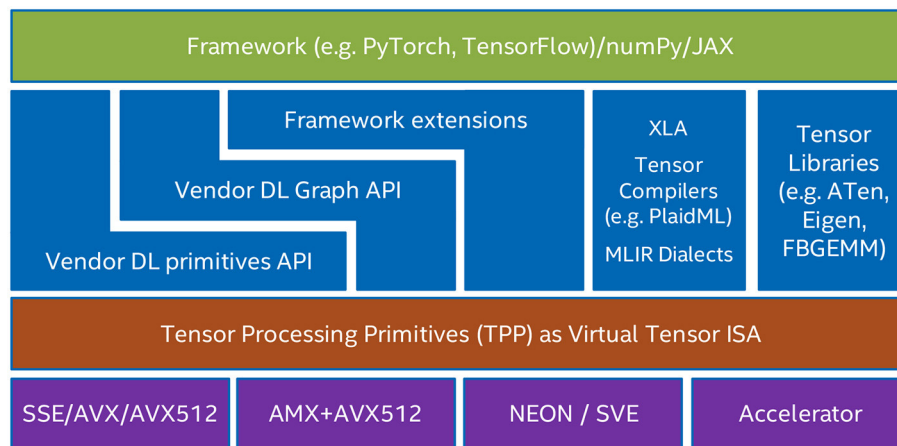 Framework (e.g. PyTorch, TensorFlow)/numPy/JAX
Framework extensions
Vendor DL Graph API
Vendor DL primitives API
XLA
Tensor
Compilers
(e.g. PlaidML)
MLIR Dialects
Tensor
Libraries
(e.g. ATen,
Eigen,
FBGEMM)
Tensor Processing Primitives (TPP) as Virtual Tensor ISA
SSE/AVX/AVX512
AMX+AVX512
NEON / SVE
Accelerator